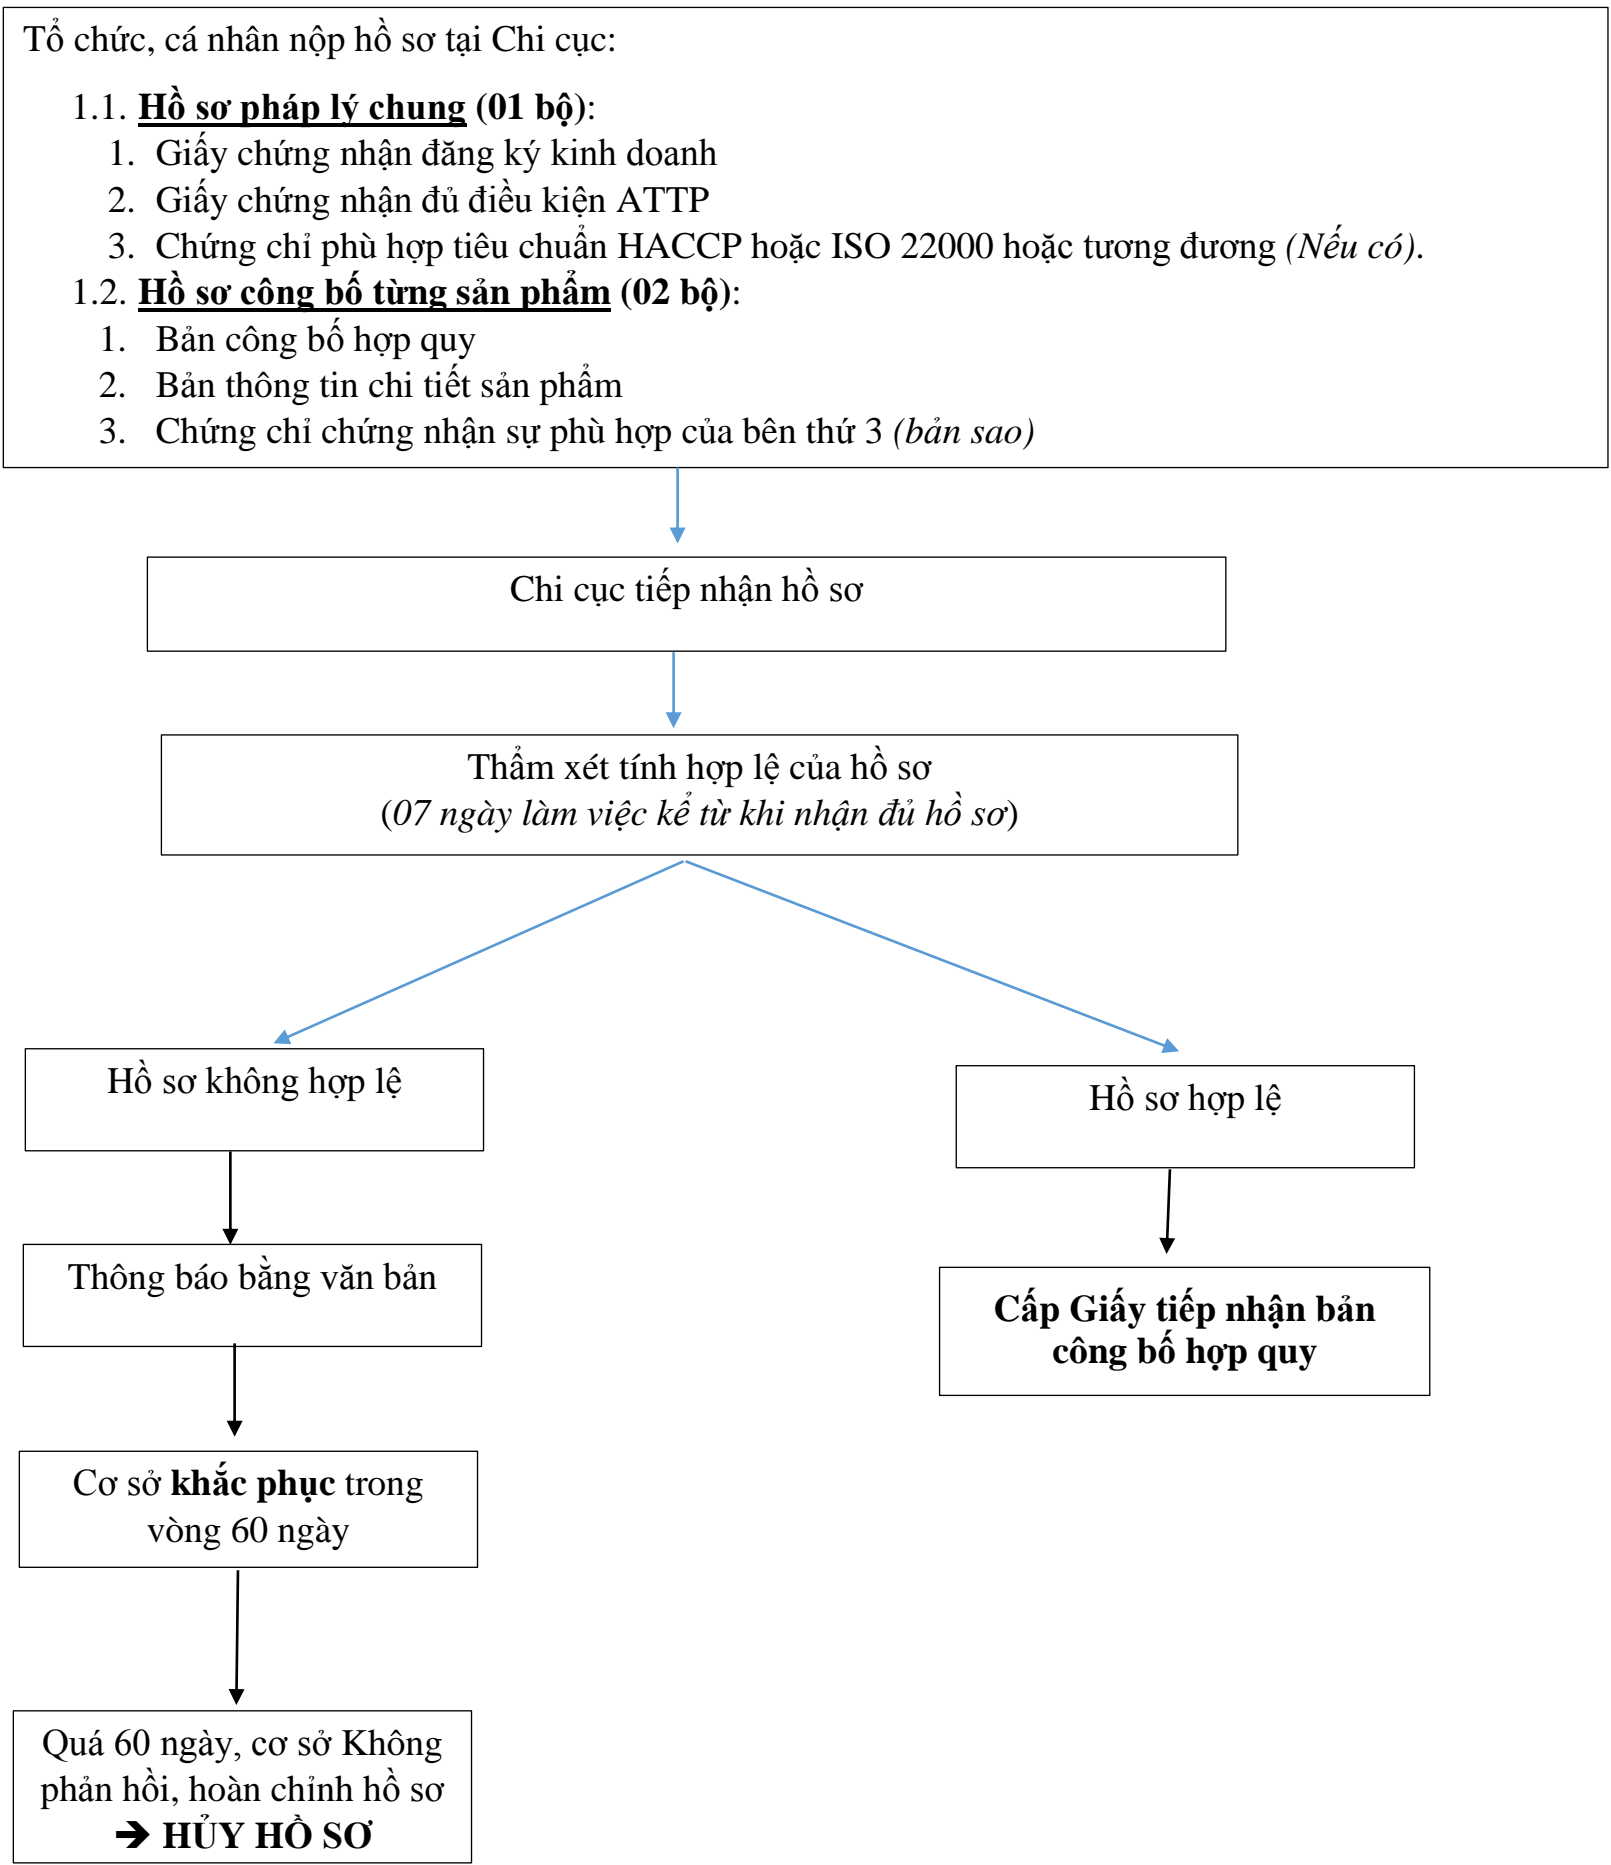 Tổ chức, cá nhân nộp hồ sơ tại Chi cục:
1.1. Hồ sơ pháp lý chung (01 bộ):
1. Giấy chứng nhận đăng ký kinh doanh
2. Giấy chứng nhận đủ điều kiện ATTP
3. Chứng chỉ phù hợp tiêu chuẩn HACCP hoặc ISO 22000 hoặc tương đương (Nếu có).
1.2. Hồ sơ công bố từng sản phẩm (02 bộ):
1. Bản công bố hợp quy
2. Bản thông tin chi tiết sản phẩm
3. Chứng chỉ chứng nhận sự phù hợp của bên thứ 3 (bản sao)
Chi cục tiếp nhận hồ sơ
Thẩm xét tính hợp lệ của hồ sơ
(07 ngày làm việc kể từ khi nhận đủ hồ sơ)
Hồ sơ không hợp lệ
Thông báo bằng văn bản
Cơ sở khắc phục trong
vòng 60 ngày
Quá 60 ngày, cơ sở Không
phản hồi, hoàn chỉnh hồ sơ
➔ HỦY HỒ SƠ
Hồ sơ hợp lệ
Cấp Giấy tiếp nhận bản
công bố hợp quy